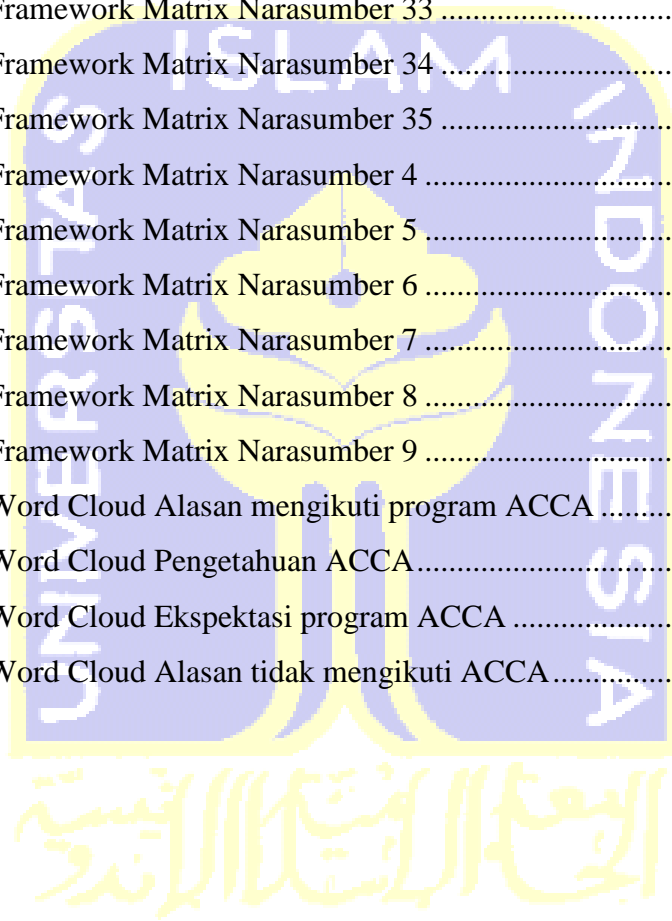 Framework Matrix Narasumber 33 ..............................
Framework Matrix Narasumber 34 ..............................
Framework Matrix Narasumber 35 ..............................
Framework Matrix Narasumber 4 ................................
Framework Matrix Narasumber 5 ................................
Framework Matrix Narasumber 6 ................................
Framework Matrix Narasumber 7 ................................
Framework Matrix Narasumber 8 ................................
Framework Matrix Narasumber 9 ................................
Word Cloud Alasan mengikuti program ACCA .........
Word Cloud Pengetahuan ACCA.................................
Word Cloud Ekspektasi program ACCA .....................
Word Cloud Alasan tidak mengikuti ACCA................
UNIVERSITAS
ISLAM
INDONESIA